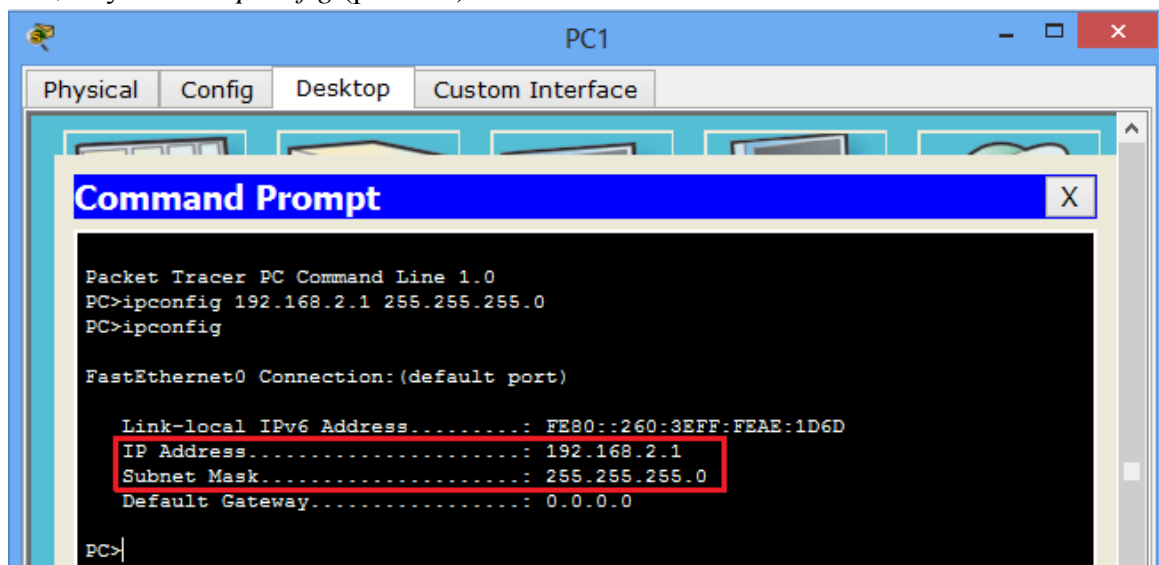 PC1
Physical Config Desktop Custom Interface
Command Prompt X
Packet Tracer PC Command Line 1.0
PC>ipconfig 192.168.2.1 255.255.255.0
PC>ipconfig
FastEthernet0 Connection:(default port)
Link-local IPv6 Address.........: FE80::260:3EFF:FEAE:1D6D
IP Address......................: 192.168.2.1
Subnet Mask.....................: 255.255.255.0
Default Gateway.................: 0.0.0.0
PC>